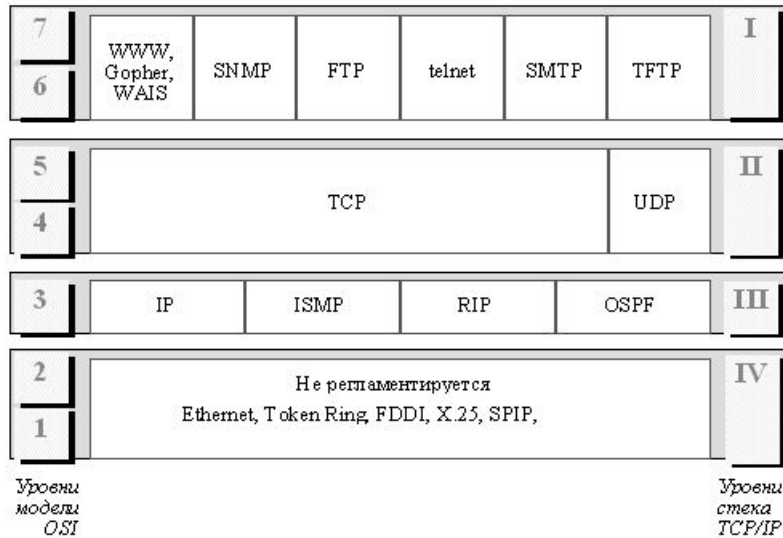 7
WWW,
Gopher,
WAIS
SNMP
FTP
telnet
SMTP
TFTP
I
6
5
TCP
UDP
II
4
3
IP
ISMP
RIP
OSPF
III
2
Не регламентируется
IV
Ethernet, Token Ring, FDDI, X.25, SPIP,
1
Уровни
модели
OSI
Уровни
стека
TCP/IP